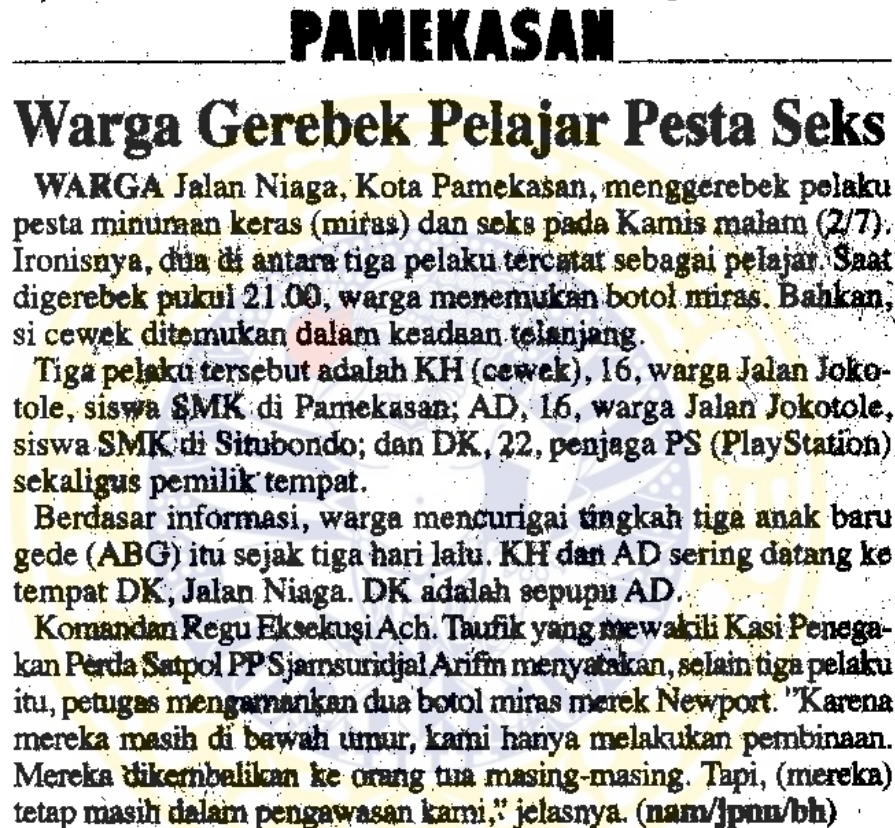 PAMEKASAN
Warga Gerebek Pelajar Pesta Seks
WARGA Jalan Niaga, Kota Pamekasan, menggerebek pelaku
pesta minuman keras (miras) dan seks pada Kamis malam (2/7).
Ironisnya, dua di antara tiga pelaku tercatat sebagai pelajar. Saat
digerebek pukul 21.00, warga menemukan botol miras. Bahkan,
si cewek ditemukan dalam keadaan telanjang.
Tiga pelaku tersebut adalah KH (cewek), 16, warga Jalan Joko-
tole, siswa SMK di Pamekasan; AD, 16, warga Jalan Jokotole,
siswa SMK di Situbondo; dan DK, 22, penjaga PS (PlayStation)
sekaligus pemilik tempat.
Berdasar informasi, warga mencurigai tingkah tiga anak baru
gede (ABG) itu sejak tiga hari lalu. KH dan AD sering datang ke
tempat DK, Jalan Niaga. DK adalah sepupu AD.
Komandan Regu Eksekusi Ach. Taufik yang mewakili Kasi Penega-
kan Perda Satpol PP Sjamsuridjal Arifin menyatakan, selain tiga pelaku
itu, petugas mengamankan dua botol miras merek Newport. "Karena
mereka masih di bawah umur, kami hanya melakukan pembinaan.
Mereka dikembalikan ke orang tua masing-masing. Tapi, (mereka)
tetap masih dalam pengawasan kami," jelasnya. (nam/jpnn/bh)